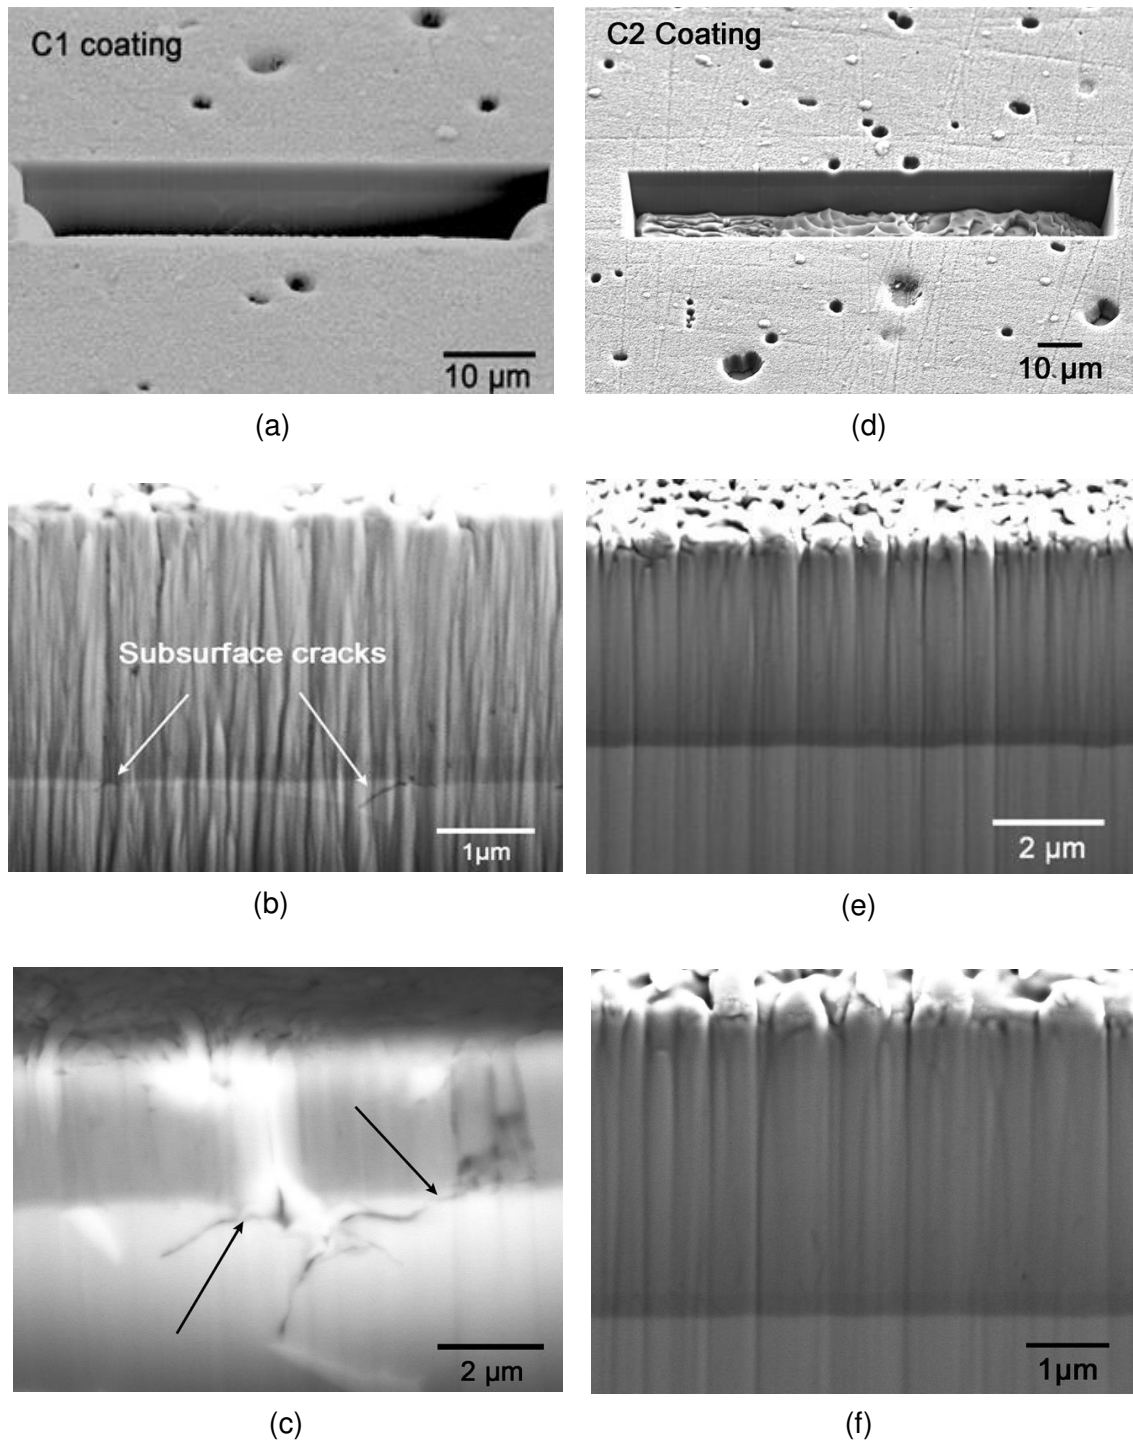 C1 coating
10 µm
(a)
C2 Coating
10 µm
(d)
Subsurface cracks
1µm
(b)
2 µm
(e)
2 µm
(c)
1µm
(f)